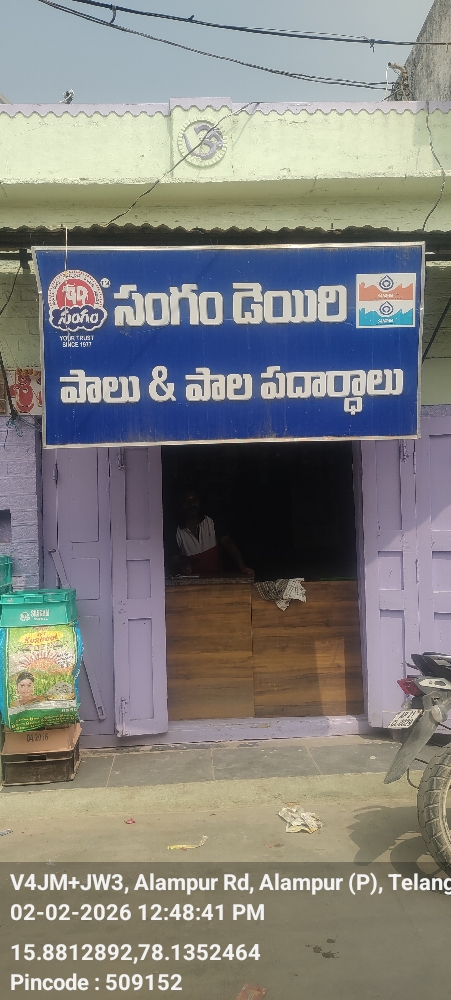 సంగం
YOUR TRUST
SINCE 1977
సంగం డెయిరి
పాలు & పాల పదార్ధాలు
V4JM+JW3, Alampur Rd, Alampur (P), Telang
02-02-2026 12:48:41 PM
15.8812892,78.1352464
Pincode : 509152